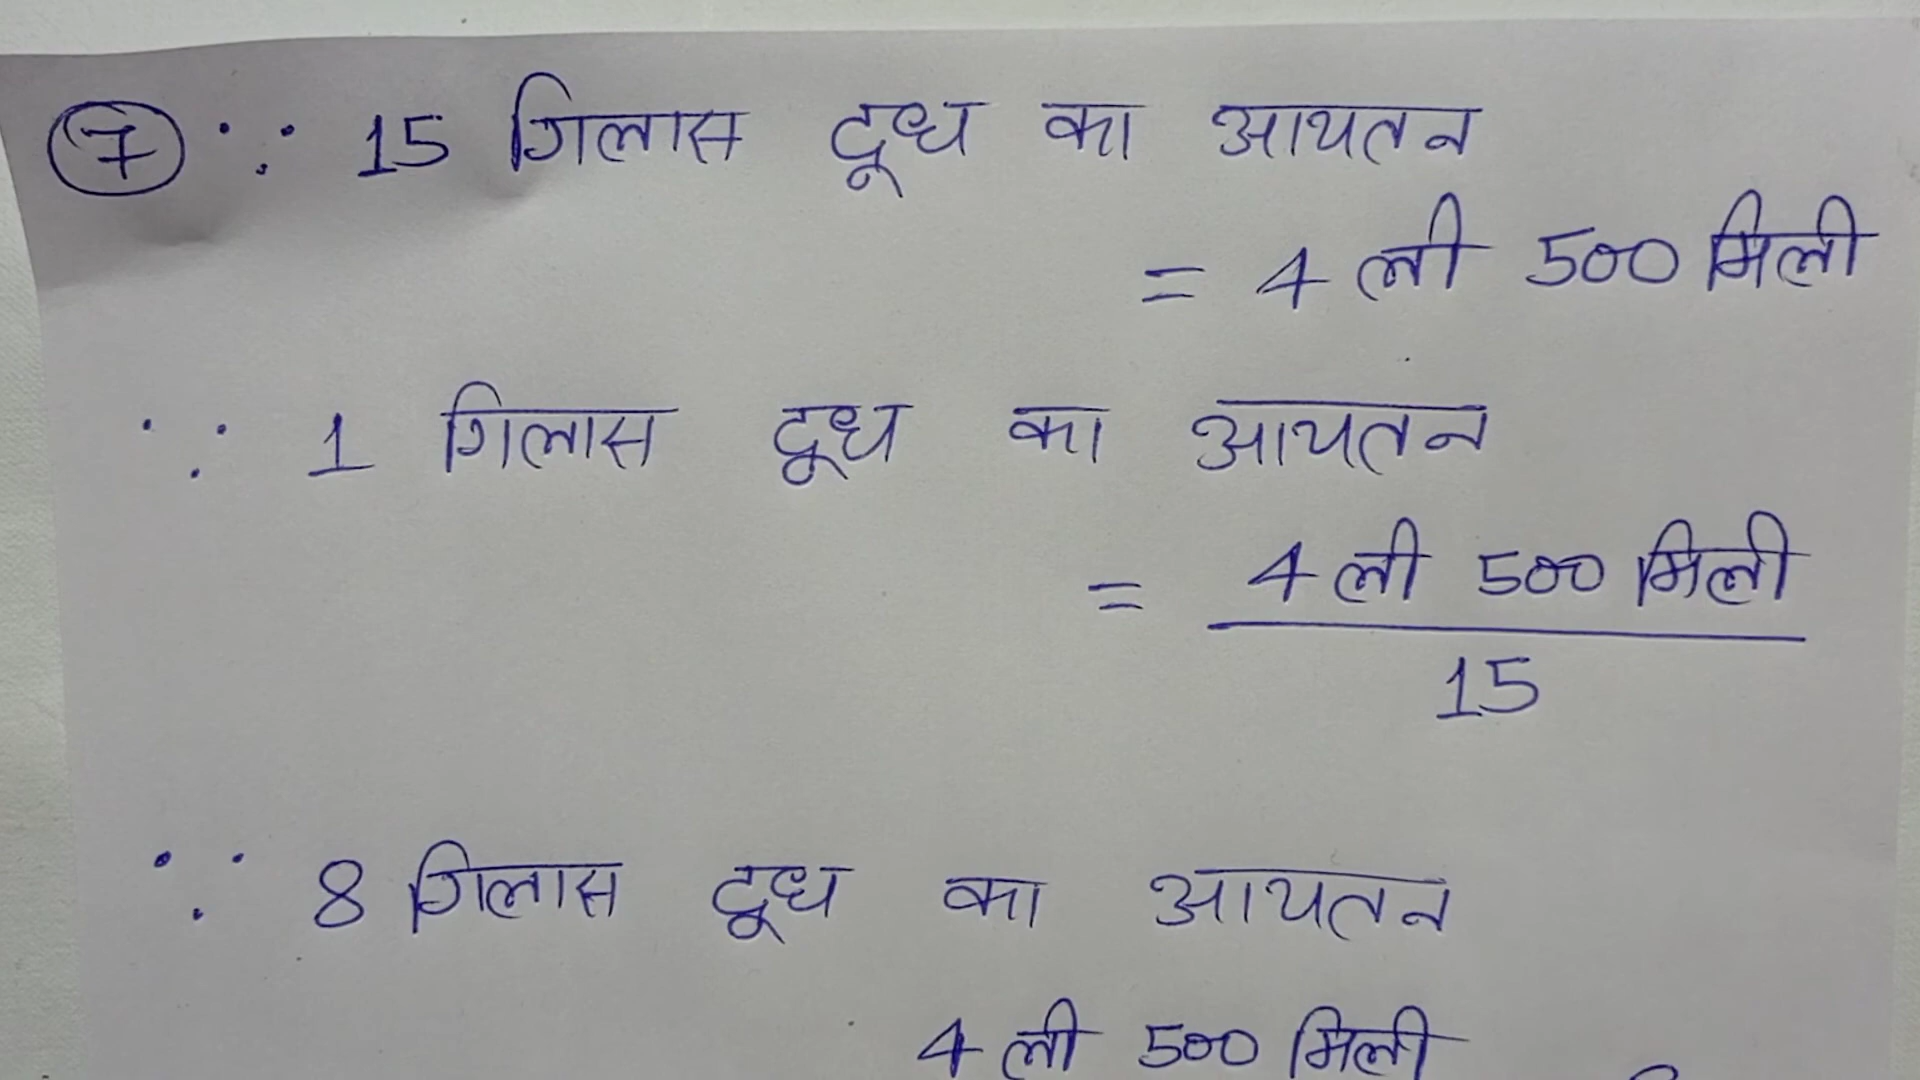 7 ∵ 15 गिलास दूध का आयतन
= 4 ली 500 मिली
∵ 1 गिलास दूध का आयतन
= 4 ली 500 मिली
15
∵ 8 गिलास दूध का आयतन
4 ली 500 मिली